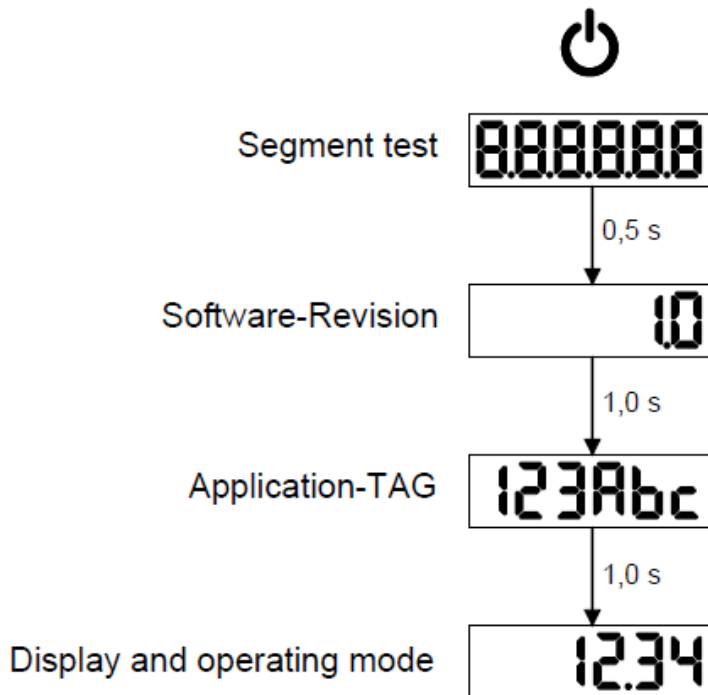 Segment test
8.8.8.8.8.8
0,5 s
Software-Revision
1.0
1,0 s
Application-TAG
123Abc
1,0 s
Display and operating mode
12.34